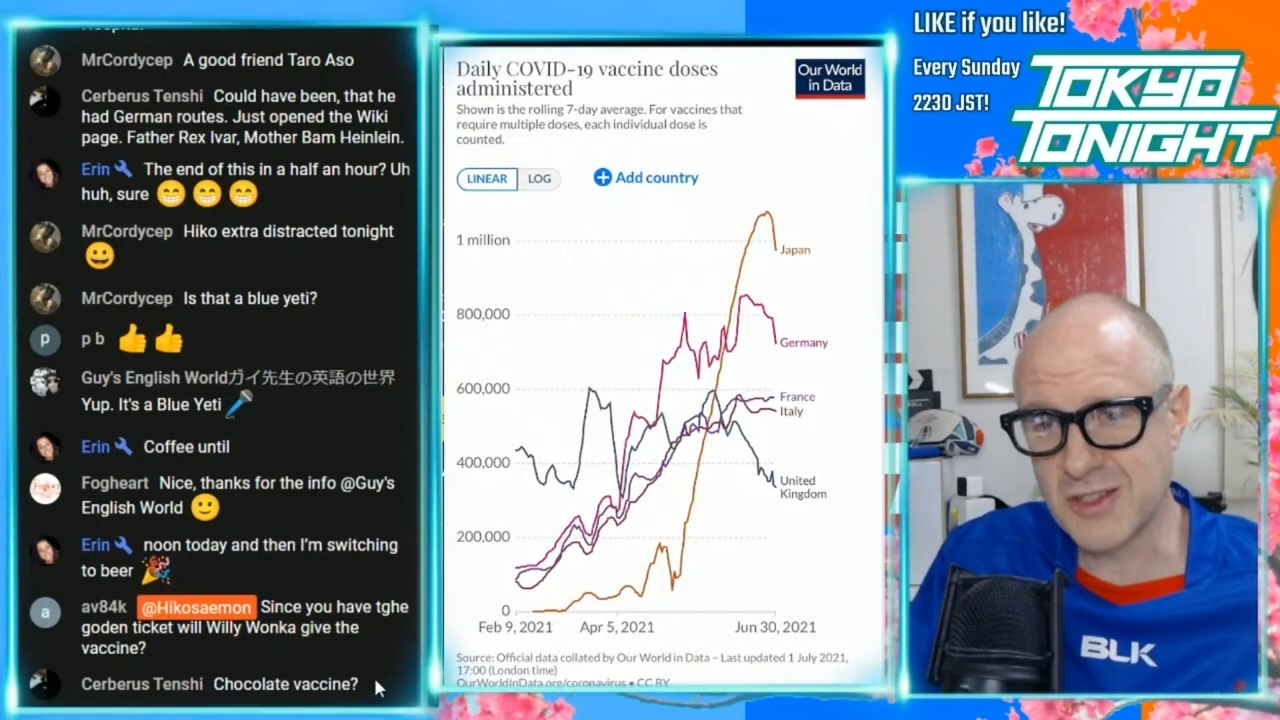 MrCordycep A good friend Taro Aso
Cerberus Tenshi Could have been, that he
had German routes. Just opened the Wiki
page. Father Rex Ivar, Mother Bam Heinlein.
Erin The end of this in a half an hour? Uh
huh, sure
MrCordycep Hiko extra distracted tonight
MrCordycep Is that a blue yeti?
p
p b
Guy's English Worldガイ先生の英語の世界
Yup. It's a Blue Yeti
Erin Coffee until
Fogheart Nice, thanks for the info @Guy's
English World
Erin noon today and then I'm switching
to beer
a
av84k @Hikosaemon Since you have tghe
goden ticket will Willy Wonka give the
vaccine?
Cerberus Tenshi Chocolate vaccine?
Daily COVID-19 vaccine doses
administered
Our World
in Data
Shown is the rolling 7-day average. For vaccines that
require multiple doses, each individual dose is
counted.
LINEAR LOG
Add country
1 million
800,000
600,000
400,000
200,000
0
Japan
Germany
France
Italy
United
Kingdom
Feb 9, 2021 Apr 5, 2021 Jun 30, 2021
Source: Official data collated by Our World in Data – Last updated 1 July 2021,
17:00 (London time)
OurWorldInData.org/coronavirus • CC BY
LIKE if you like!
Every Sunday
2230 JST!
TOKYO
TONIGHT
BLK